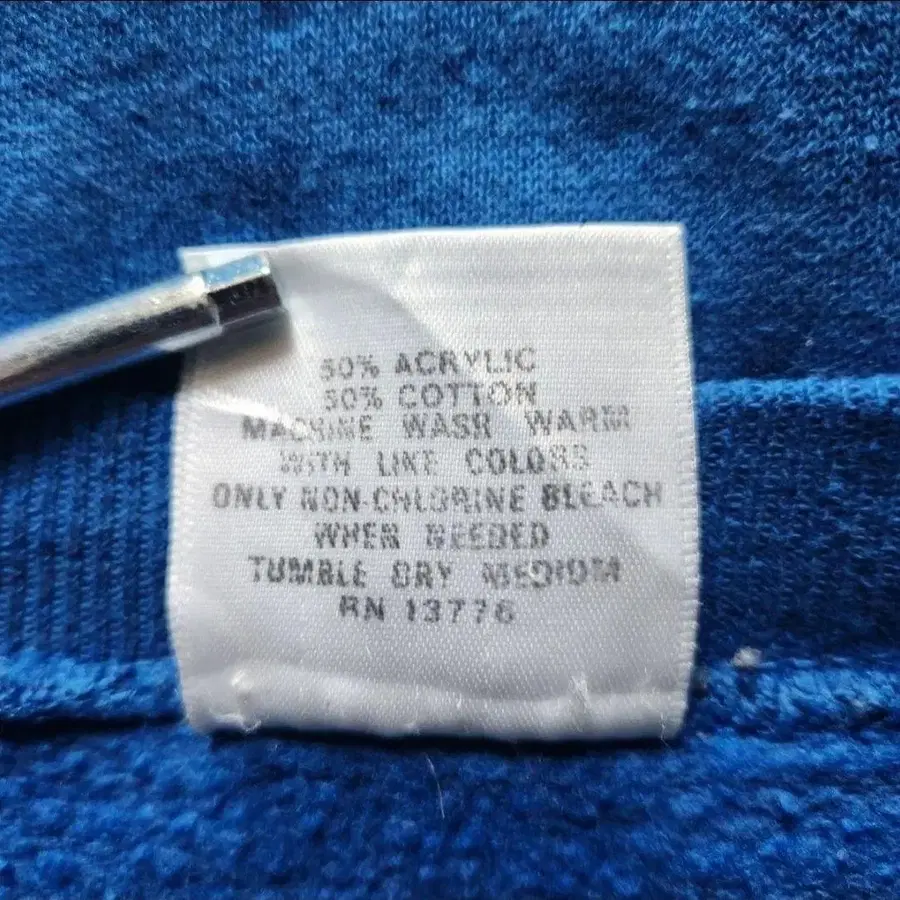 50% ACRYLIC
50% COTTON
MACHINE WASH WARM
WITH LIKE COLORS
ONLY NON-CHLORINE BLEACH
WHEN NEEDED
TUMBLE DRY MEDIUM
RN 13776